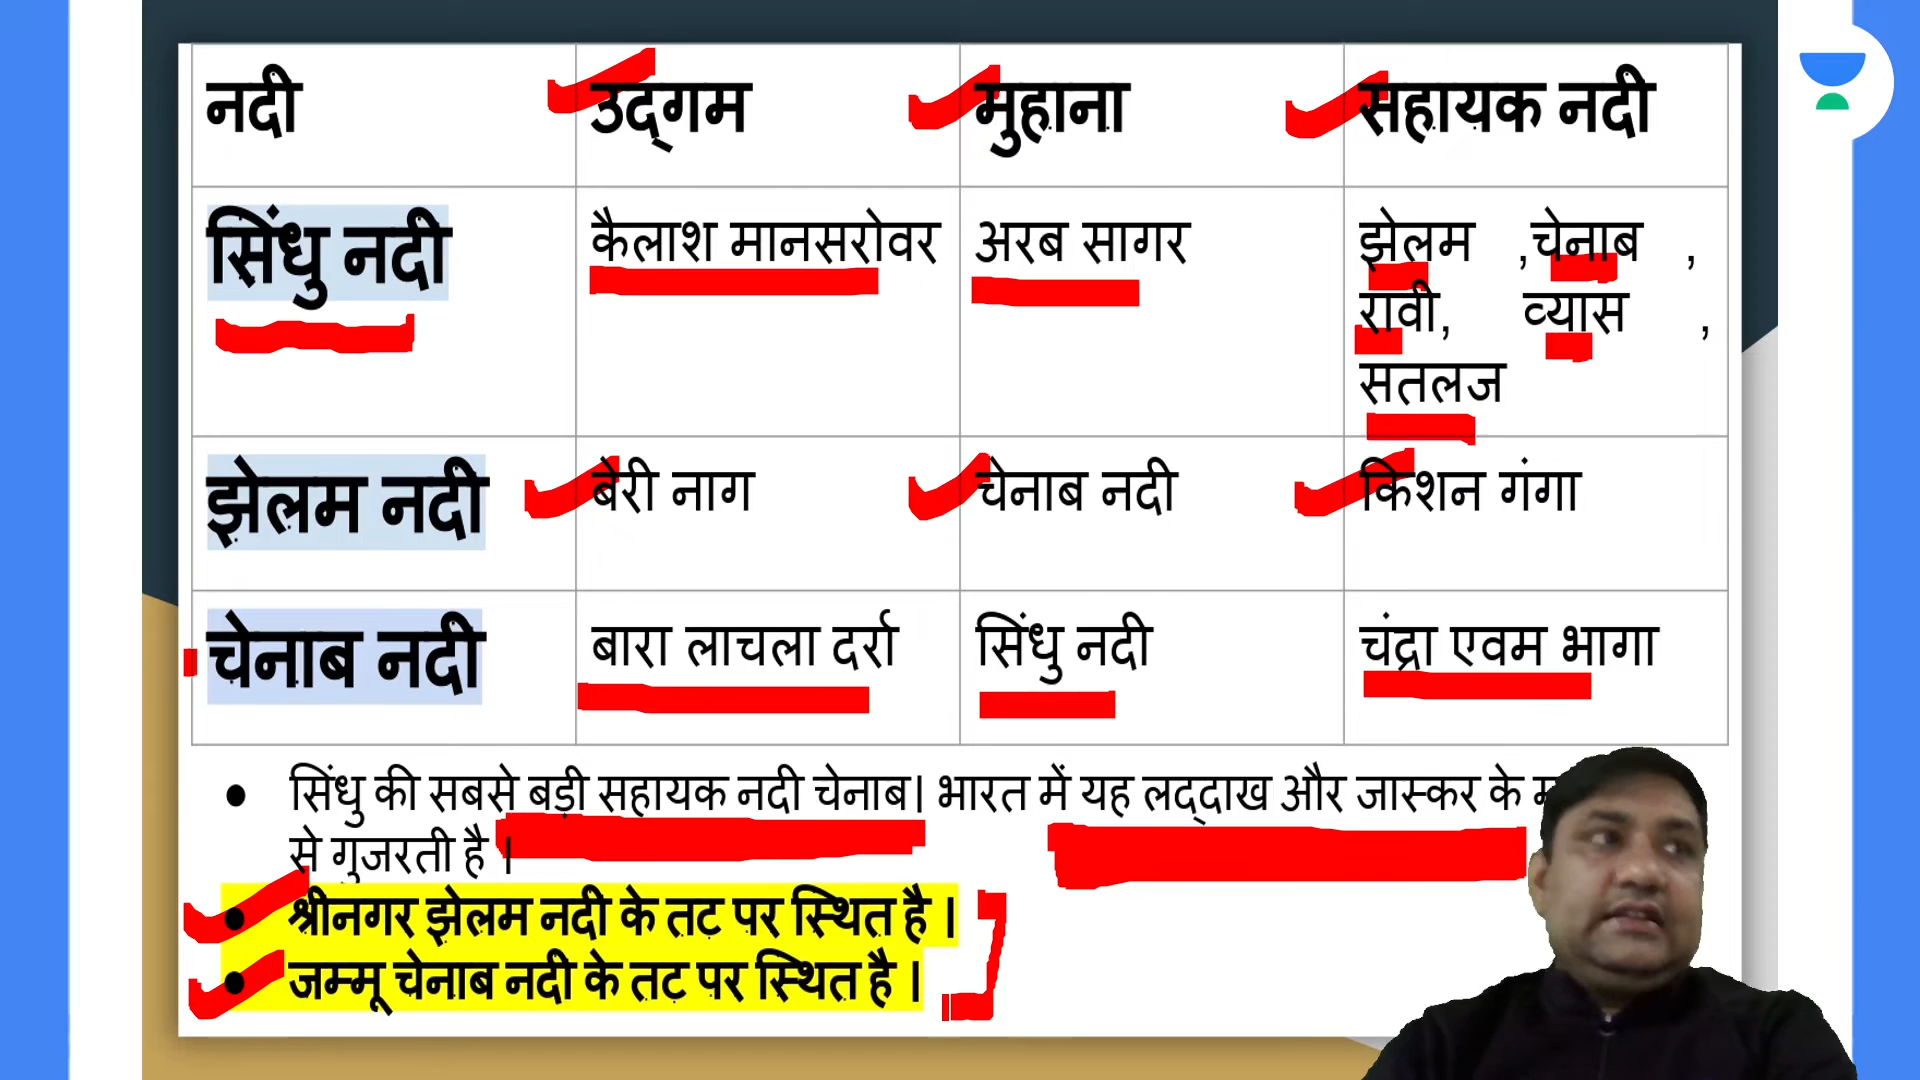 नदी उद्गम मुहाना सहायक नदी
सिंधु नदी कैलाश मानसरोवर अरब सागर झेलम ,चेनाब ,
रावी, व्यास ,
सतलज
झेलम नदी बेरी नाग चेनाब नदी किशन गंगा
चेनाब नदी बारा लाचला दर्रा सिंधु नदी चंद्रा एवम भागा
● सिंधु की सबसे बड़ी सहायक नदी चेनाब। भारत में यह लद्दाख और जास्कर के
से गुजरती है ।
● श्रीनगर झेलम नदी के तट पर स्थित है ।
● जम्मू चेनाब नदी के तट पर स्थित है ।